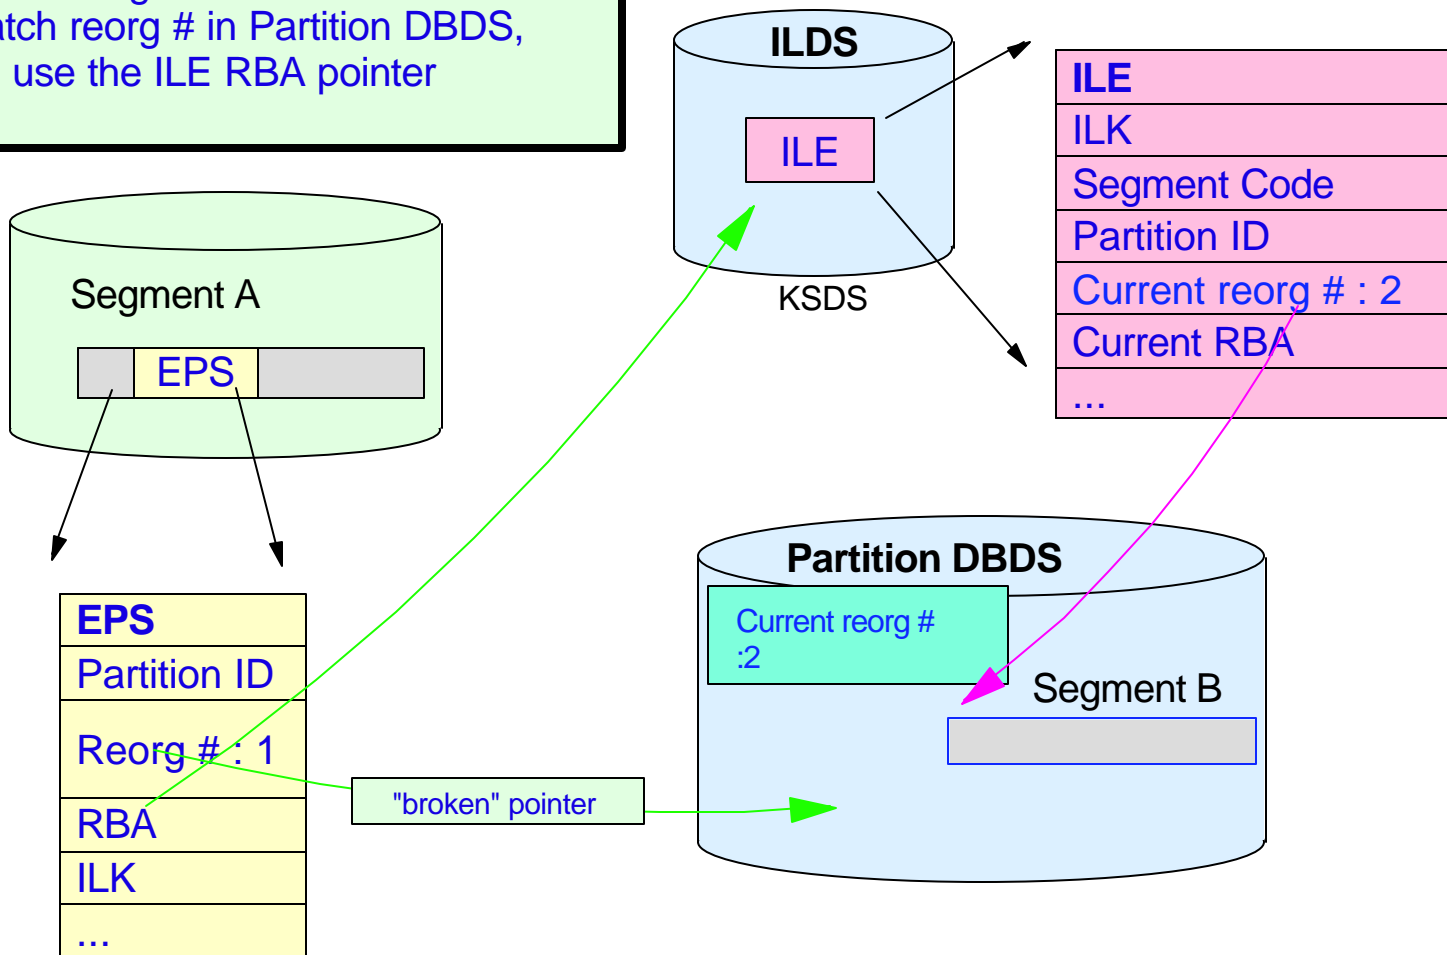 atch reorg # in Partition DBDS,
use the ILE RBA pointer
ILDS
ILE
KSDS
ILE
ILK
Segment Code
Partition ID
Current reorg # : 2
Current RBA
...
Segment A
EPS
EPS
Partition ID
Reorg # : 1
RBA
ILK
...
"broken" pointer
Partition DBDS
Current reorg #
:2
Segment B